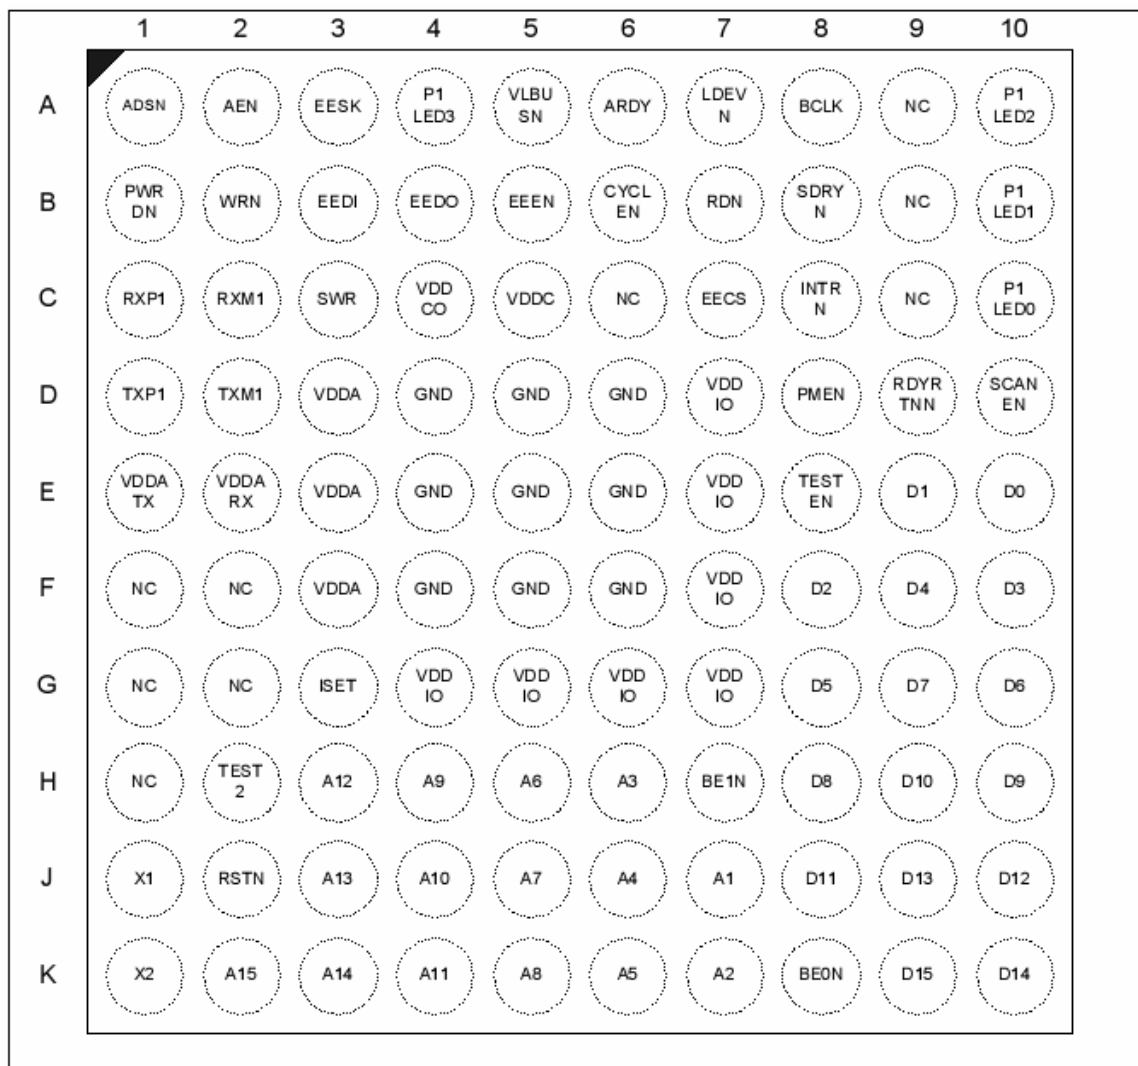 1 2 3 4 5 6 7 8 9 10
A ADSN AEN EESK P1 LED3 VLBU SN ARDY LDEV N BCLK NC P1 LED2
B PWR DN WRN EEDI EEDO EEEN CYCL EN RDN SDRY N NC P1 LED1
C RXP1 RXM1 SWR VDD CO VDDC NC EECS INTR N NC P1 LED0
D TXP1 TXM1 VDDA GND GND GND VDD IO PMEN RDYR TNN SCAN EN
E VDDA TX VDDA RX VDDA GND GND GND VDD IO TEST EN D1 D0
F NC NC VDDA GND GND GND VDD IO D2 D4 D3
G NC NC ISET VDD IO VDD IO VDD IO VDD IO D5 D7 D6
H NC TEST 2 A12 A9 A6 A3 BE1N D8 D10 D9
J X1 RSTN A13 A10 A7 A4 A1 D11 D13 D12
K X2 A15 A14 A11 A8 A5 A2 BE0N D15 D14